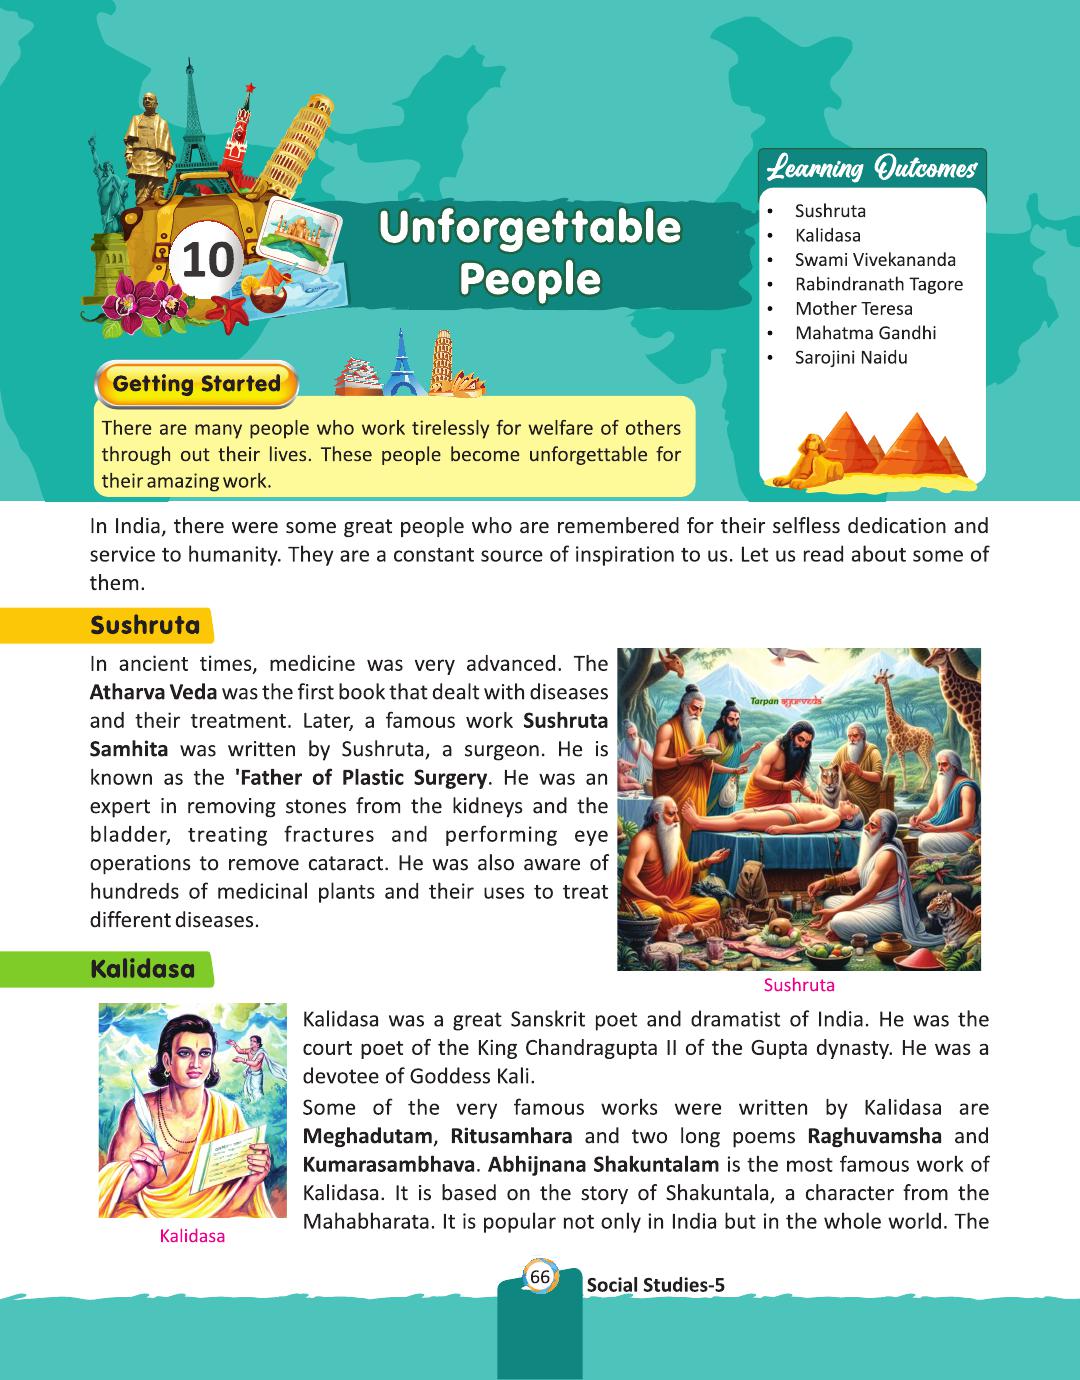 10
Unforgettable
People
Learning Outcomes
• Sushruta
• Kalidasa
• Swami Vivekananda
• Rabindranath Tagore
• Mother Teresa
• Mahatma Gandhi
• Sarojini Naidu
Getting Started
There are many people who work tirelessly for welfare of others
through out their lives. These people become unforgettable for
their amazing work.
In India, there were some great people who are remembered for their selfless dedication and
service to humanity. They are a constant source of inspiration to us. Let us read about some of
them.
Sushruta
In ancient times, medicine was very advanced. The
Atharva Veda was the first book that dealt with diseases
and their treatment. Later, a famous work Sushruta
Samhita was written by Sushruta, a surgeon. He is
known as the 'Father of Plastic Surgery. He was an
expert in removing stones from the kidneys and the
bladder, treating fractures and performing eye
operations to remove cataract. He was also aware of
hundreds of medicinal plants and their uses to treat
different diseases.
Tarpan ayurveda
Sushruta
Kalidasa
Kalidasa was a great Sanskrit poet and dramatist of India. He was the
court poet of the King Chandragupta II of the Gupta dynasty. He was a
devotee of Goddess Kali.
Some of the very famous works were written by Kalidasa are
Meghadutam, Ritusamhara and two long poems Raghuvamsha and
Kumarasambhava. Abhijnana Shakuntalam is the most famous work of
Kalidasa. It is based on the story of Shakuntala, a character from the
Mahabharata. It is popular not only in India but in the whole world. The
Kalidasa
66
Social Studies-5